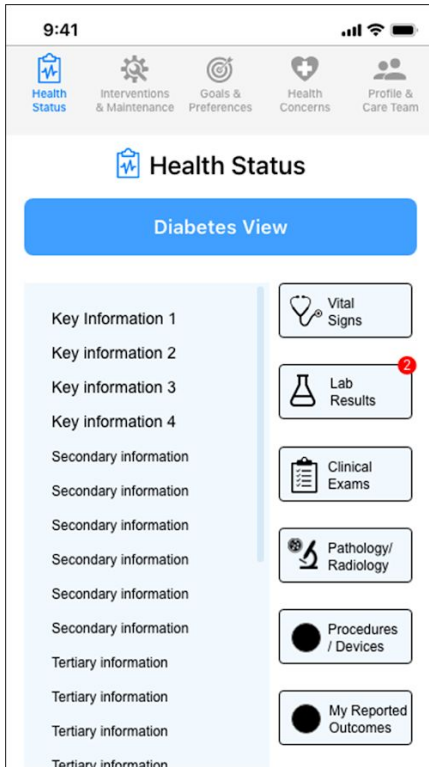 9:41
Health
Status
Interventions
& Maintenance
Goals &
Preferences
Health
Concerns
Profile &
Care Team
Health Status
Diabetes View
Key Information 1
Key information 2
Key information 3
Key information 4
Secondary information
Secondary information
Secondary information
Secondary information
Secondary information
Secondary information
Tertiary information
Tertiary information
Tertiary information
Tertiary information
Vital
Signs
2
Lab
Results
Clinical
Exams
Pathology/
Radiology
Procedures
/ Devices
My Reported
Outcomes